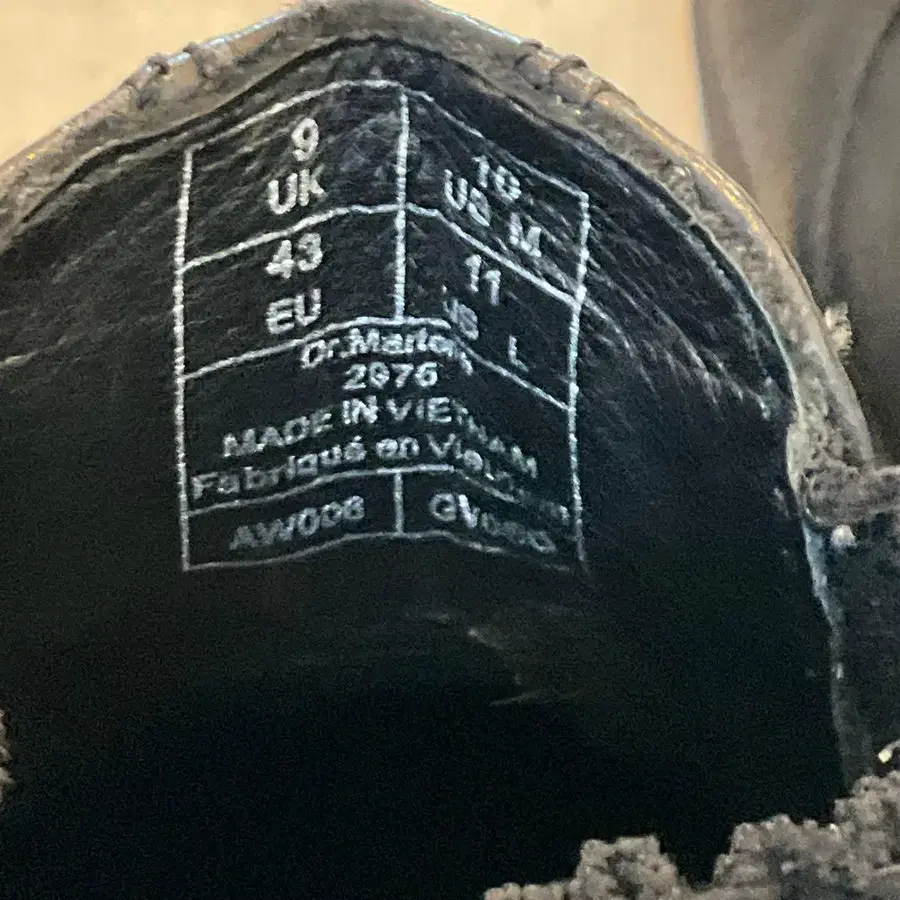 9
UK
10
US M
43
EU
11
US L
Dr.Martens
2976
MADE IN VIETNAM
Fabriqué en Vietnam
AW006